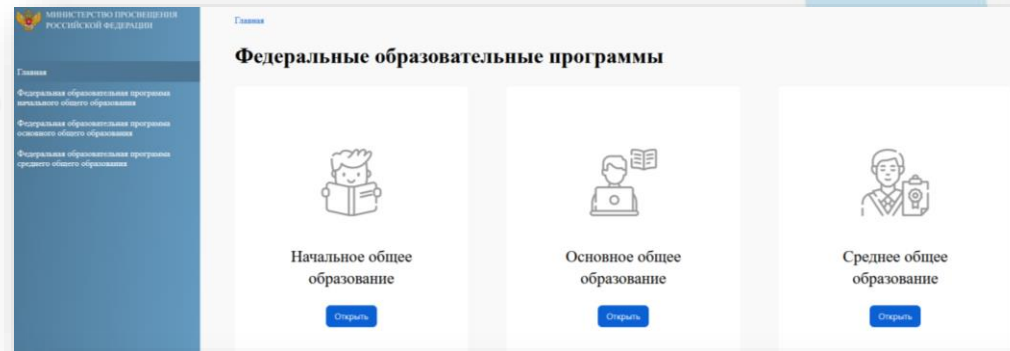 МИНИСТЕРСТВО ПРОСВЕЩЕНИЯ
РОССИЙСКОЙ ФЕДЕРАЦИИ
Главная
Федеральная образовательная программа
начального общего образования
Федеральная образовательная программа
основного общего образования
Федеральная образовательная программа
среднего общего образования
Главная
Федеральные образовательные программы
Начальное общее
образование
Открыть
Основное общее
образование
Открыть
Среднее общее
образование
Открыть